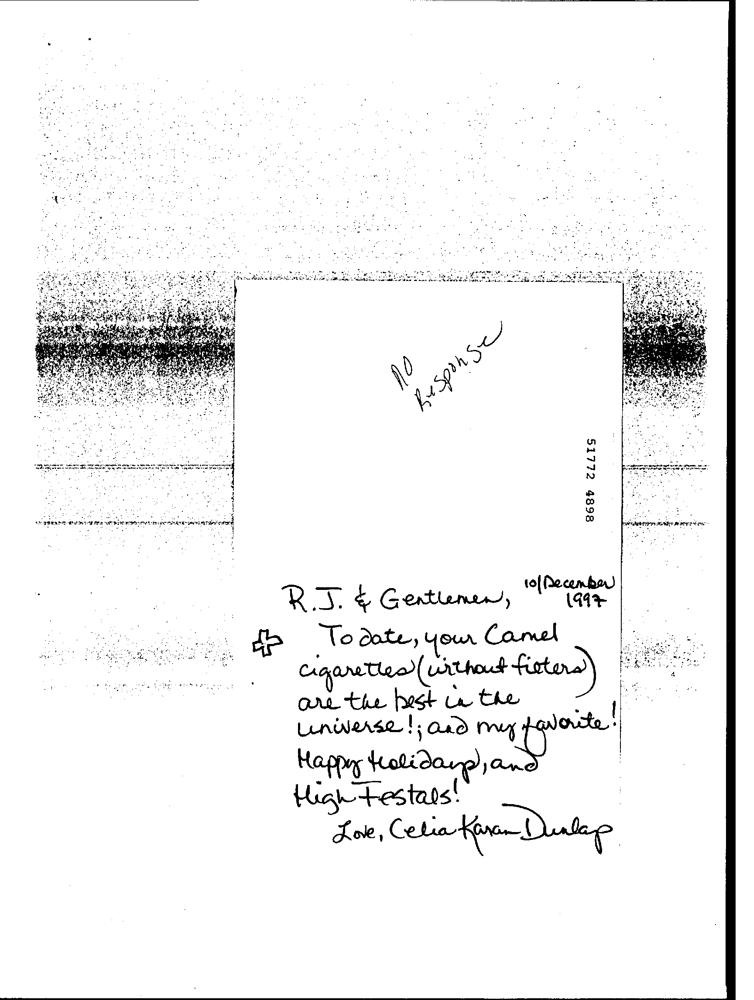 No
Response
51772 4898
10/December
1997
R.J. & Gentlemen,
To date, your Camel
cigarettes (without filters)
are the best in the
universe!; and my favorite!
Happy Holidays, and
High Festals!
Love, Celia Karan Dunlap